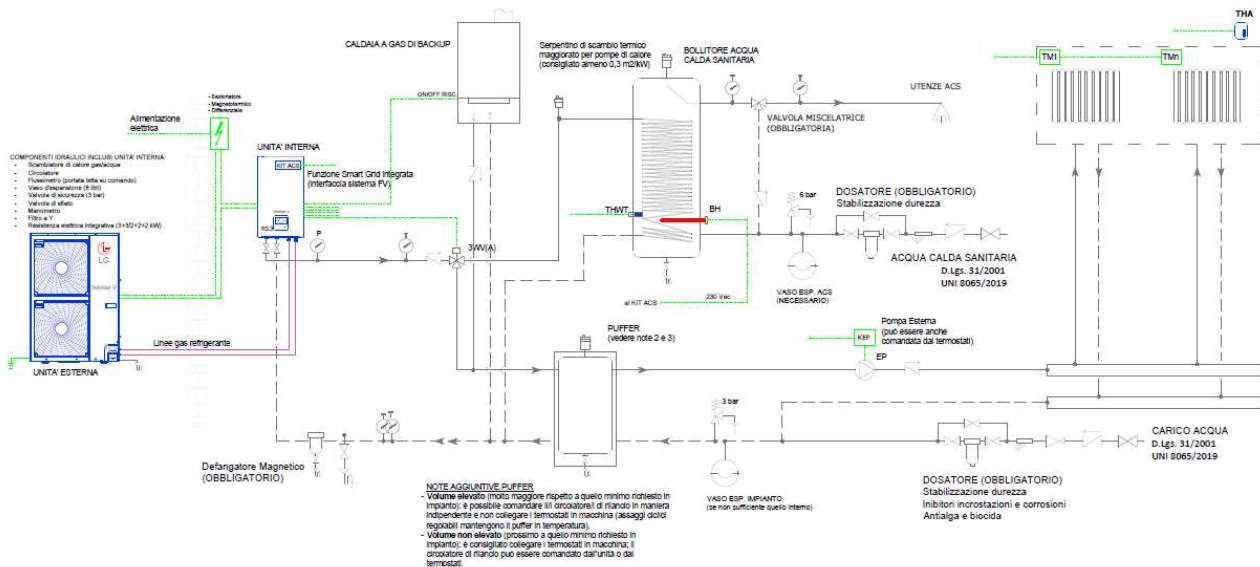 THA
CALDAIA A GAS DI BACKUP
Serpentino di scambio termico
maggiorato per pompe di calore
(consigliato almeno 0,3 m2/kW)
BOLLITORE ACQUA
CALDA SANITARIA
TM1
TMn
ON/OFF RISC.
T
T
UTENZE ACS
VALVOLA MISCELATRICE
(OBBLIGATORIA)
- Sezionatore
- Magnetotermico
- Differenziale
Alimentazione
elettrica
UNITA' INTERNA
KIT ACS
Funzione Smart Grid integrata
(interfaccia sistema FV)
COMPONENTI IDRAULICI INCLUSI UNITA' INTERNA:
- Scambiatore di calore gas/acqua
- Circolatore
- Flussimetro (portata letta su comando)
- Vaso d'espansione (8 litri)
- Valvola di sicurezza (3 bar)
- Valvola di sfiato
- Manometro
- Filtro a Y
- Resistenza elettrica integrativa (3+3/2+2+2 kW)
LG
THERMA V
UNITA' ESTERNA
P
T
3WV(A)
THWT
BH
6 bar
DOSATORE (OBBLIGATORIO)
Stabilizzazione durezza
ACQUA CALDA SANITARIA
D.Lgs. 31/2001
UNI 8065/2019
VASO ESP. ACS
(NECESSARIO)
al KIT ACS
230 Vac
Linee gas refrigerante
PUFFER
(vedere note 2 e 3)
KEP
Pompa Esterna
(può essere anche
comandata dai termostati)
EP
T
Defangatore Magnetico
(OBBLIGATORIO)
3 bar
VASO ESP. IMPIANTO
(se non sufficiente quello interno)
CARICO ACQUA
D.Lgs. 31/2001
UNI 8065/2019
DOSATORE (OBBLIGATORIO)
Stabilizzazione durezza
Inibitori incrostazioni e corrosioni
Antialga e biocida
NOTE AGGIUNTIVE PUFFER
- Volume elevato (molto maggiore rispetto a quello minimo richiesto in
impianto): è possibile comandare il/i circolatore/i di rilancio in maniera
indipendente e non collegare i termostati in macchina (assaggi ciclici
regolabili mantengono il puffer in temperatura).
- Volume non elevato (prossimo a quello minimo richiesto in
impianto): è consigliato collegare i termostati in macchina; il
circolatore di rilancio può essere comandato dall'unità o dai
termostati.